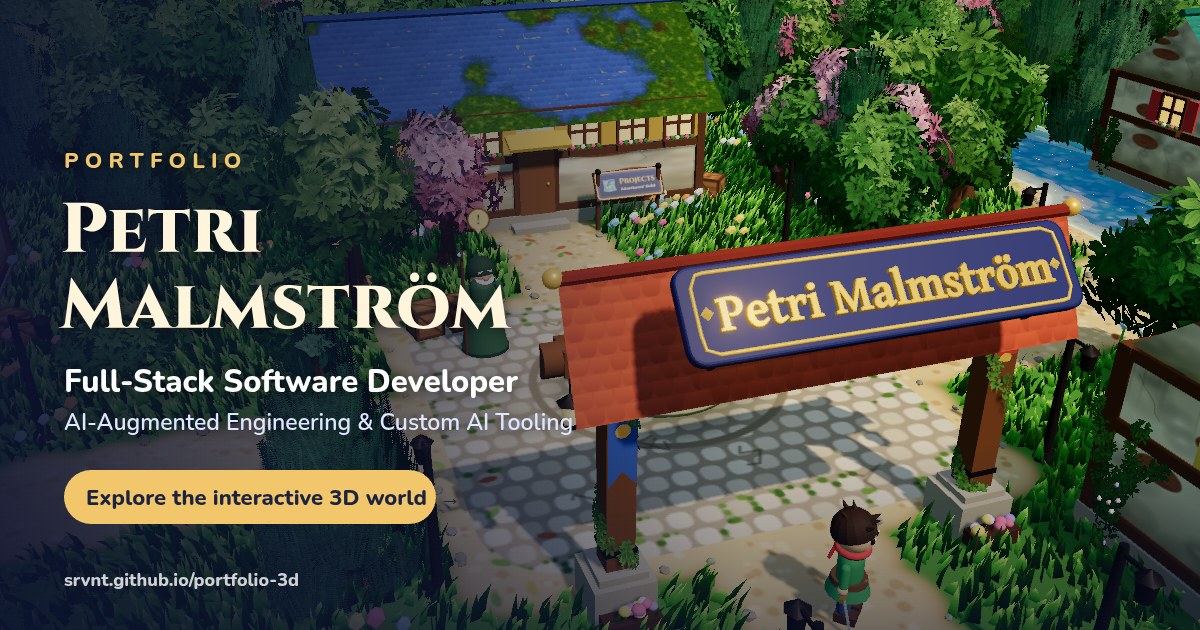 PORTFOLIO
PETRI
MALMSTRÖM
Full-Stack Software Developer
AI-Augmented Engineering & Custom AI Tooling
Explore the interactive 3D world →
srvnt.github.io/portfolio-3d
PROJECTS
Petri Malmström